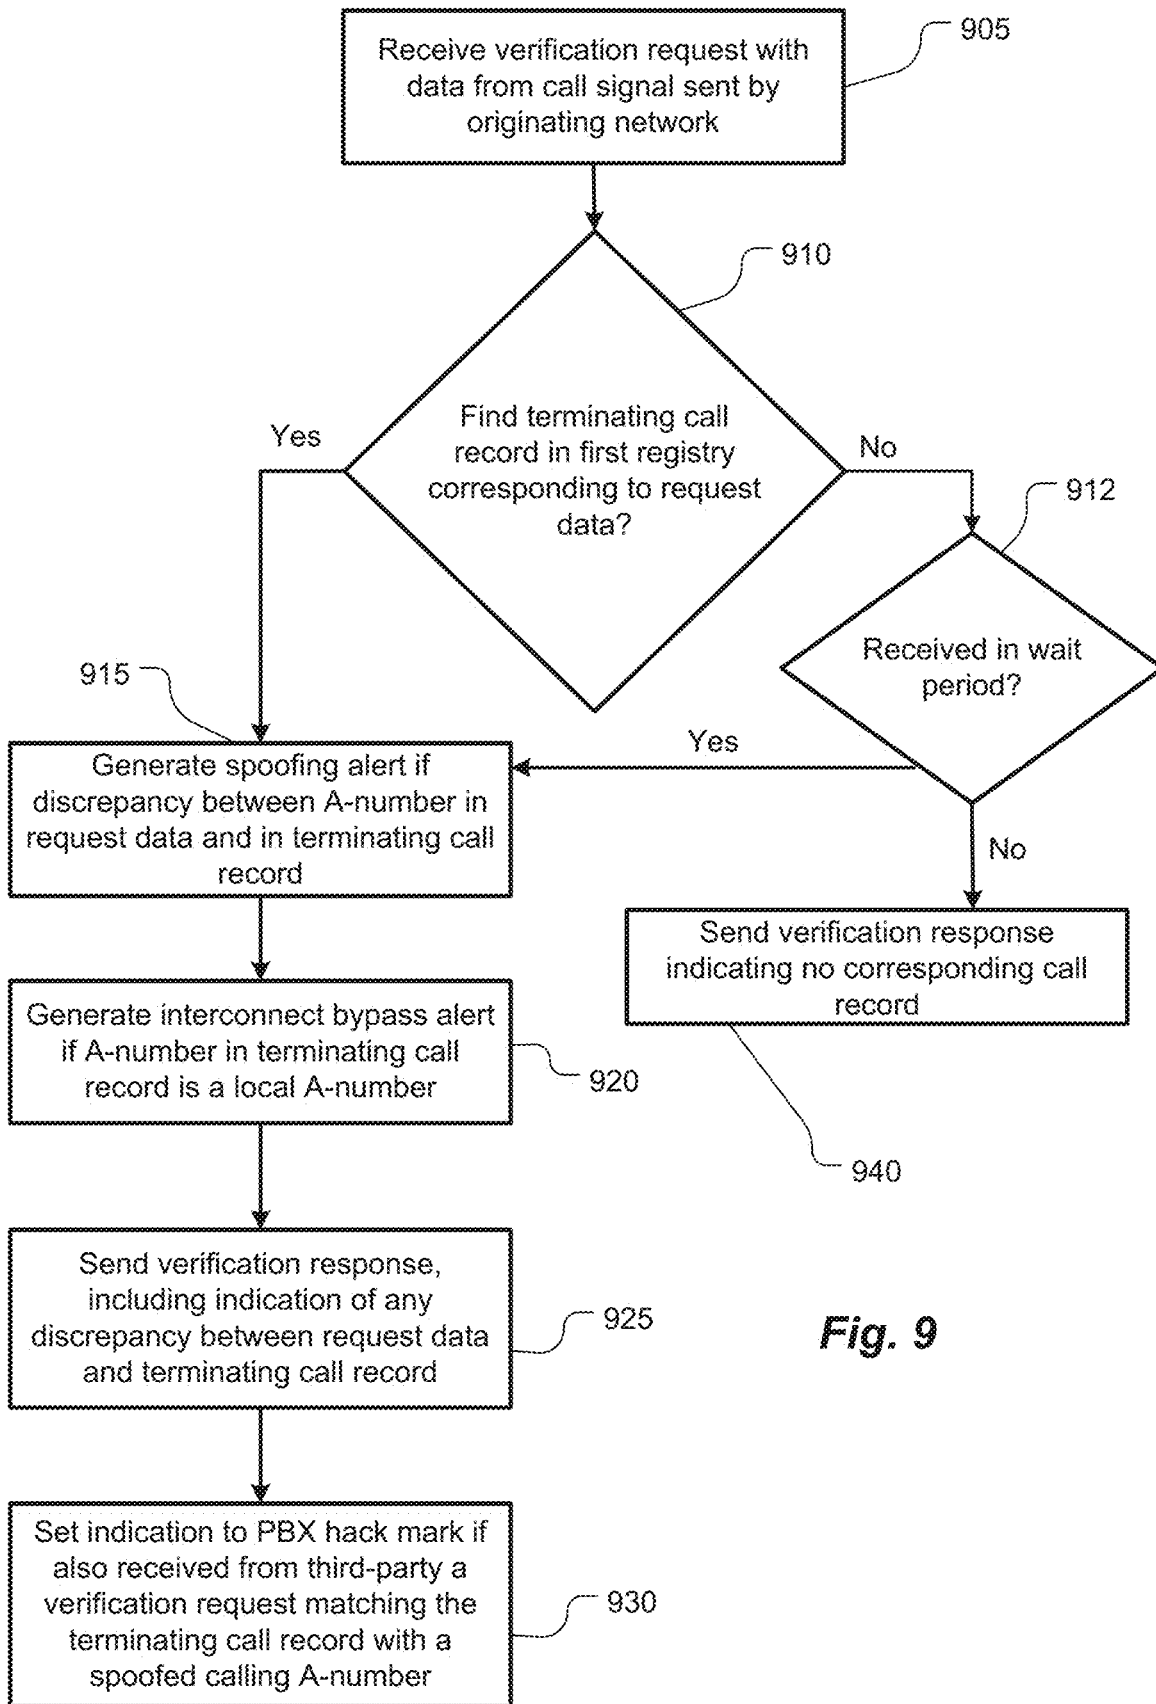 Receive verification request with
data from call signal sent by
originating network
905
910
Find terminating call
record in first registry
corresponding to request
data?
Yes
No
912
Received in wait
period?
Yes
No
915
Generate spoofing alert if
discrepancy between A-number in
request data and in terminating call
record
Send verification response
indicating no corresponding call
record
940
Generate interconnect bypass alert
if A-number in terminating call
record is a local A-number
920
Send verification response,
including indication of any
discrepancy between request data
and terminating call record
925
Fig. 9
Set indication to PBX hack mark if
also received from third-party a
verification request matching the
terminating call record with a
spoofed calling A-number
930